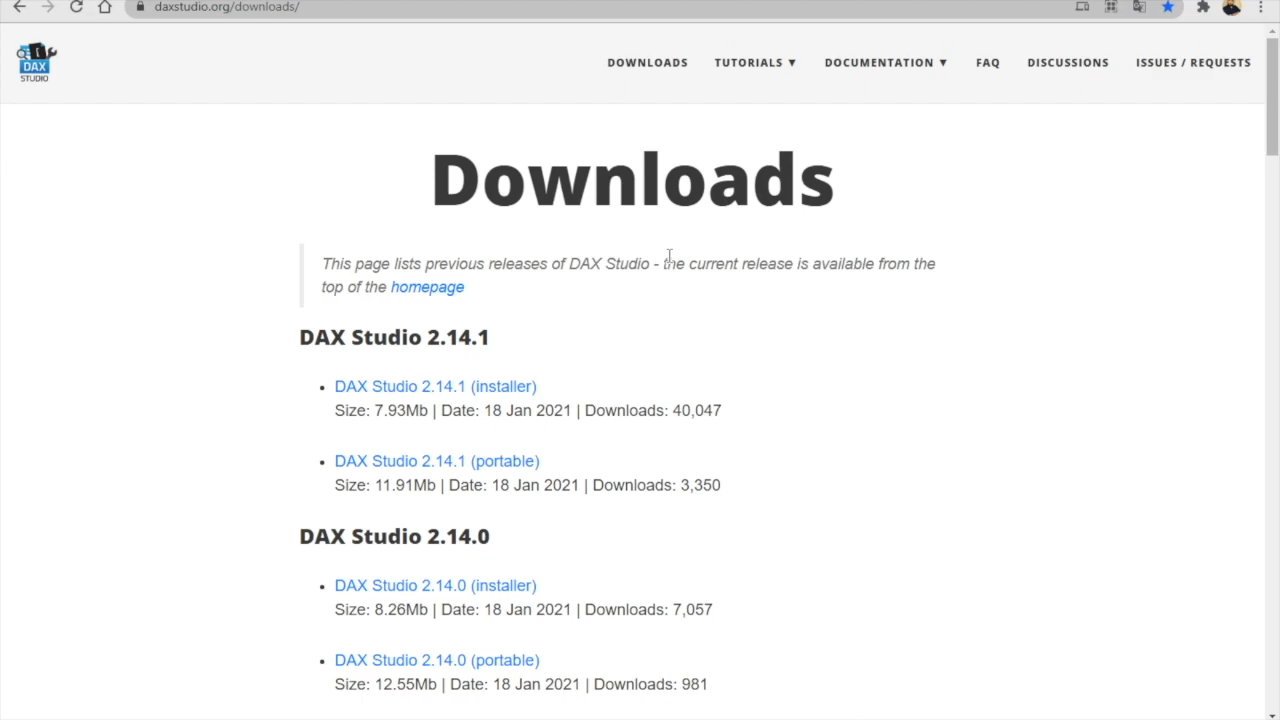 daxstudio.org/downloads/
DAX
STUDIO
DOWNLOADS TUTORIALS ▼ DOCUMENTATION ▼ FAQ DISCUSSIONS ISSUES / REQUESTS
Downloads
This page lists previous releases of DAX Studio - the current release is available from the
top of the homepage
DAX Studio 2.14.1
• DAX Studio 2.14.1 (installer)
Size: 7.93Mb | Date: 18 Jan 2021 | Downloads: 40,047
• DAX Studio 2.14.1 (portable)
Size: 11.91Mb | Date: 18 Jan 2021 | Downloads: 3,350
DAX Studio 2.14.0
• DAX Studio 2.14.0 (installer)
Size: 8.26Mb | Date: 18 Jan 2021 | Downloads: 7,057
• DAX Studio 2.14.0 (portable)
Size: 12.55Mb | Date: 18 Jan 2021 | Downloads: 981